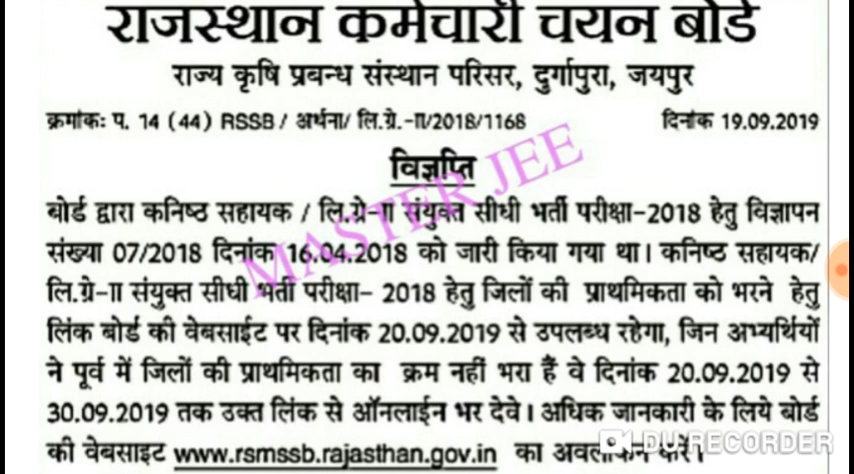 राजस्थान कर्मचारी चयन बोर्ड
राज्य कृषि प्रबन्ध संस्थान परिसर, दुर्गापुरा, जयपुर
क्रमांकः प. 14 (44) RSSB / अर्थना/ लि.ग्रे.-II/2018/1168 दिनांक 19.09.2019
विज्ञप्ति
बोर्ड द्वारा कनिष्ठ सहायक / लि.ग्रे-II संयुक्त सीधी भर्ती परीक्षा-2018 हेतु विज्ञापन
संख्या 07/2018 दिनांक 16.04.2018 को जारी किया गया था। कनिष्ठ सहायक/
लि.ग्रे-II संयुक्त सीधी भर्ती परीक्षा- 2018 हेतु जिलों की प्राथमिकता को भरने हेतु
लिंक बोर्ड की वेबसाईट पर दिनांक 20.09.2019 से उपलब्ध रहेगा, जिन अभ्यर्थियों
ने पूर्व में जिलों की प्राथमिकता का क्रम नहीं भरा हैं वे दिनांक 20.09.2019 से
30.09.2019 तक उक्त लिंक से ऑनलाईन भर देवे। अधिक जानकारी के लिये बोर्ड
की वेबसाइट www.rsmssb.rajasthan.gov.in का अवलोकन करें।
MASTER JEE
DU RECORDER